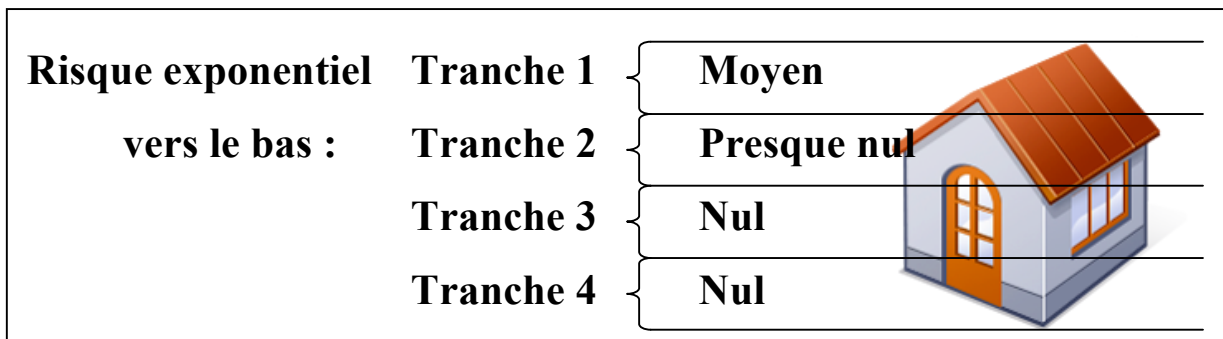 Risque exponentiel Tranche 1 Moyen
vers le bas : Tranche 2 Presque nul
Tranche 3 Nul
Tranche 4 Nul